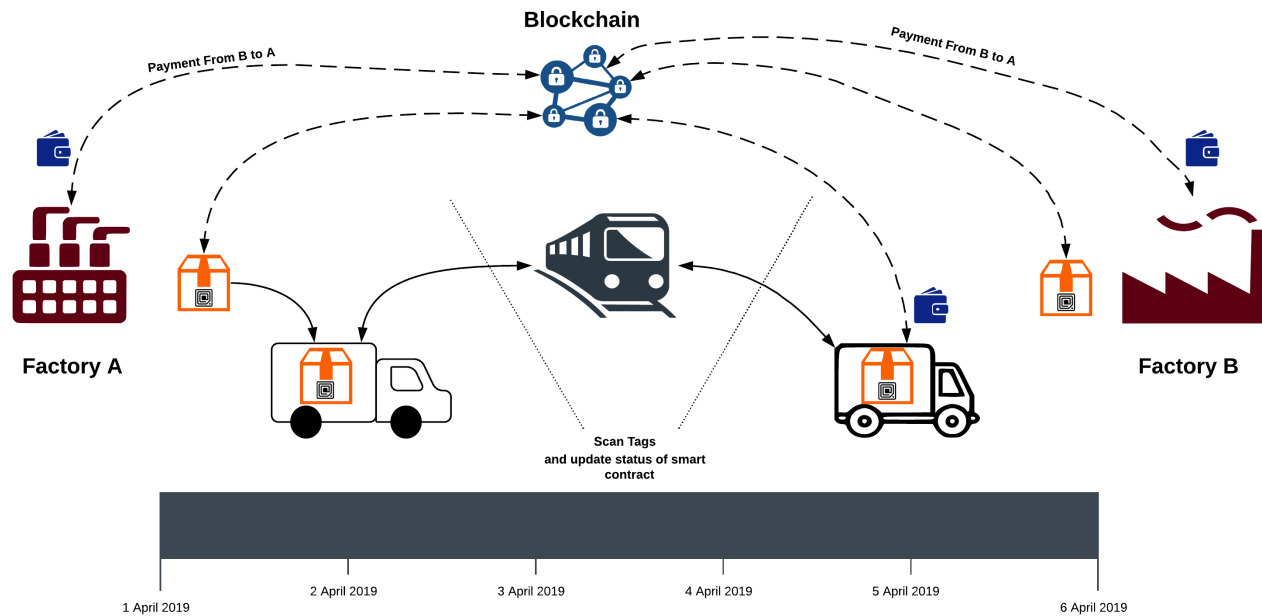 Blockchain
Payment From B to A
Payment From B to A
Factory A
Factory B
Scan Tags
and update status of smart
contract
1 April 2019
2 April 2019
3 April 2019
4 April 2019
5 April 2019
6 April 2019